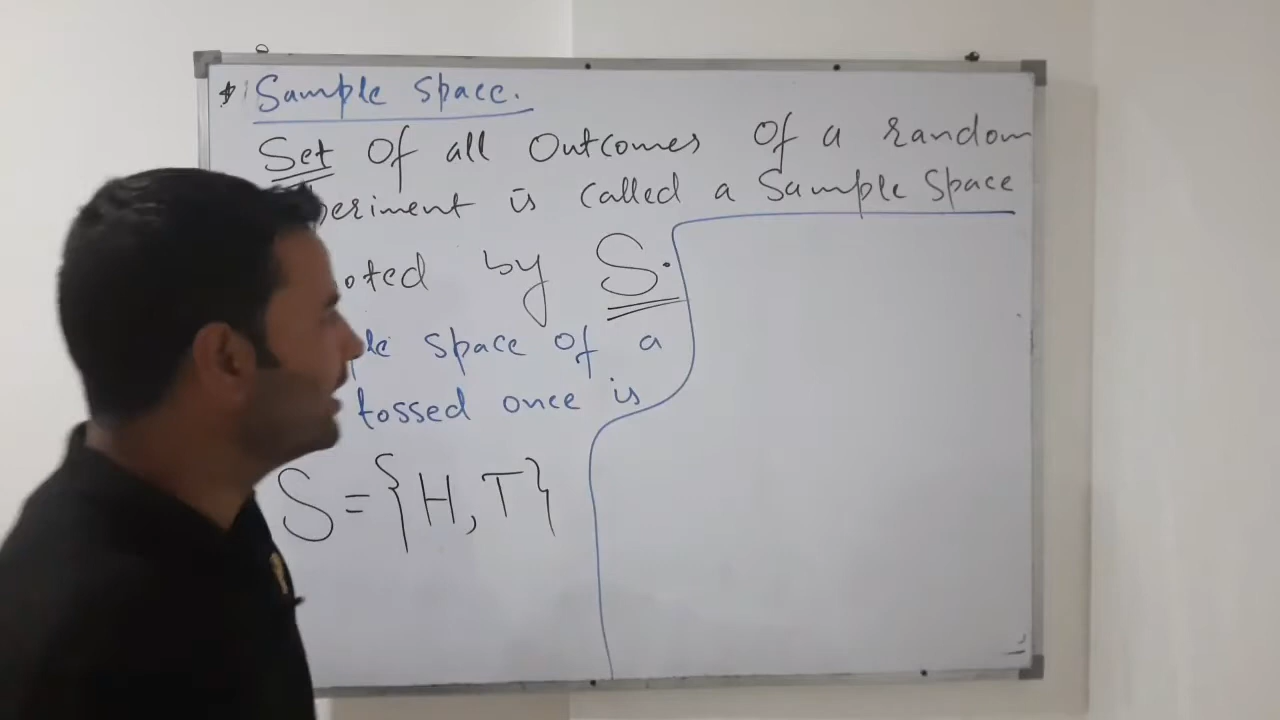 Sample Space.
Set Of all Outcomes Of a random
periment is called a Sample Space
oted by S.
le space of a
tossed once is
S = {H, T}